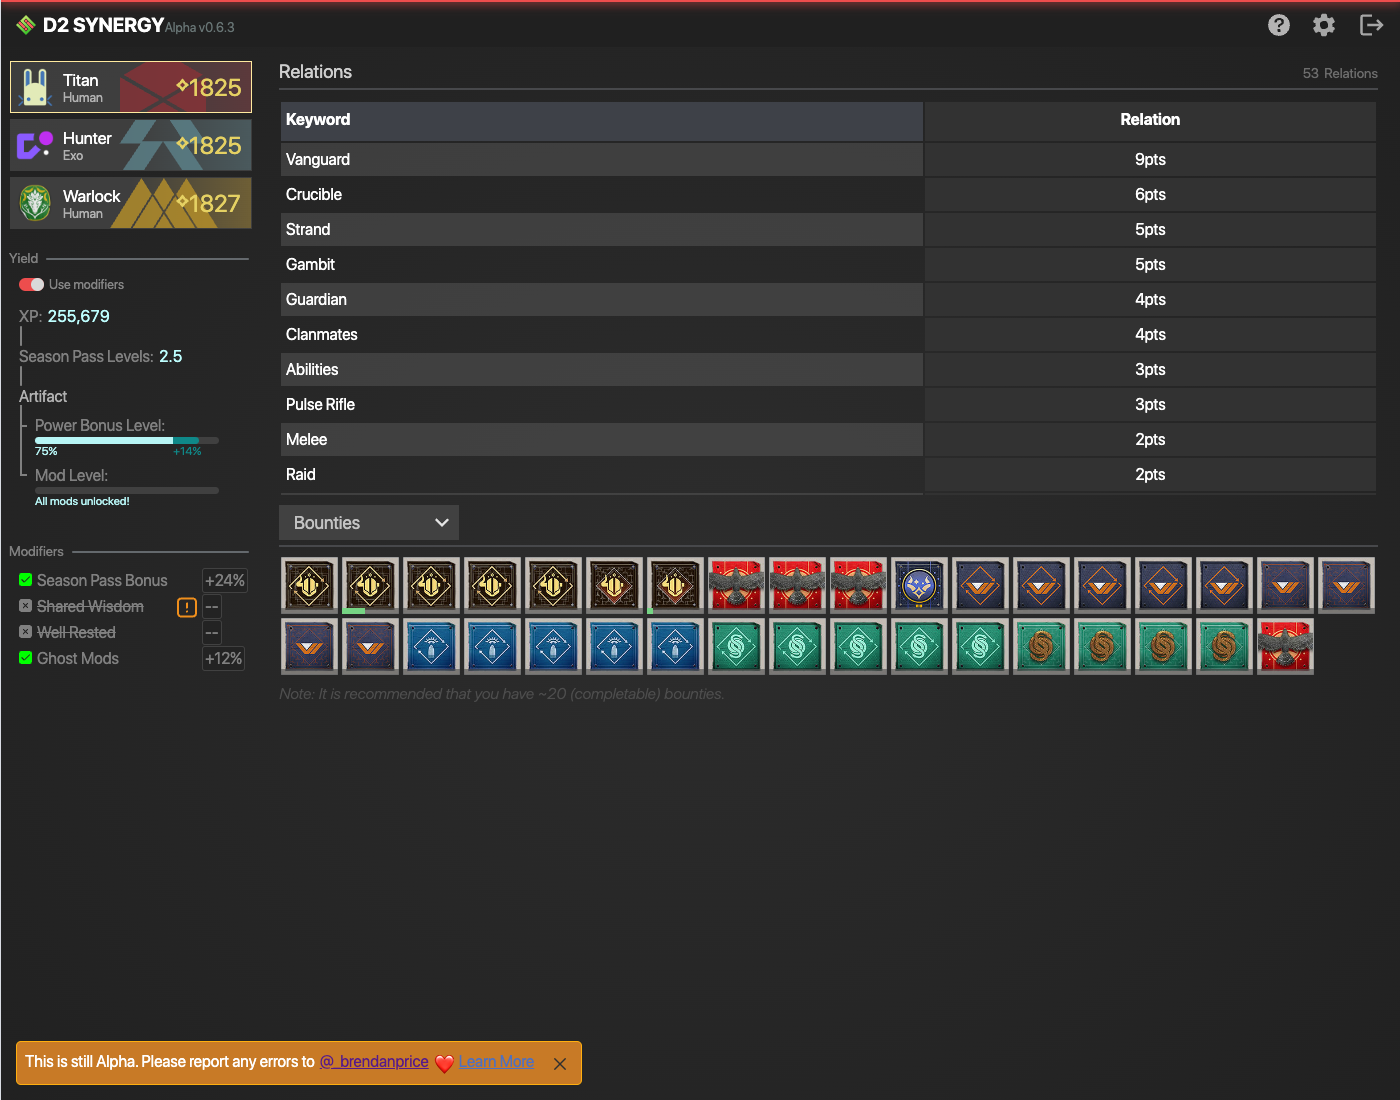 D2 SYNERGY Alpha v0.6.3
Titan
Human
1825
Hunter
Exo
1825
Warlock
Human
1827
Yield
Use modifiers
XP: 255,679
Season Pass Levels: 2.5
Artifact
Power Bonus Level:
75% +14%
Mod Level:
All mods unlocked!
Modifiers
Season Pass Bonus +24%
Shared Wisdom ! --
Well Rested --
Ghost Mods +12%
Relations 53 Relations
Keyword Relation
Vanguard 9pts
Crucible 6pts
Strand 5pts
Gambit 5pts
Guardian 4pts
Clanmates 4pts
Abilities 3pts
Pulse Rifle 3pts
Melee 2pts
Raid 2pts
Bounties
Note: It is recommended that you have ~20 (completable) bounties.
This is still Alpha. Please report any errors to @_brendanprice ❤️ Learn More